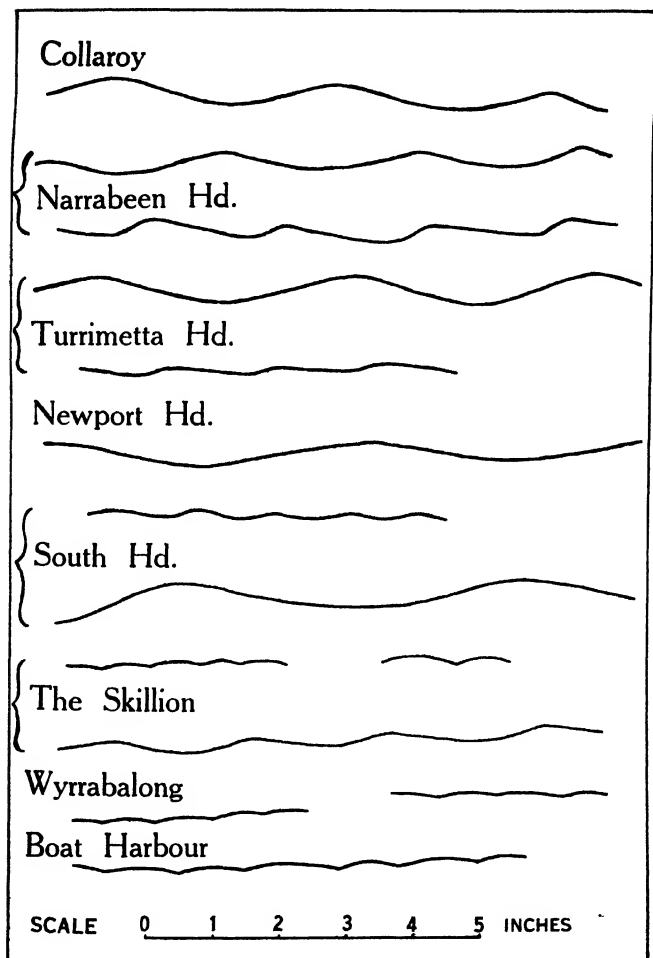 Collaroy
Narrabeen Hd.
Turrimetta Hd.
Newport Hd.
South Hd.
The Skillion
Wyrrabalong
Boat Harbour
SCALE 0 1 2 3 4 5 INCHES